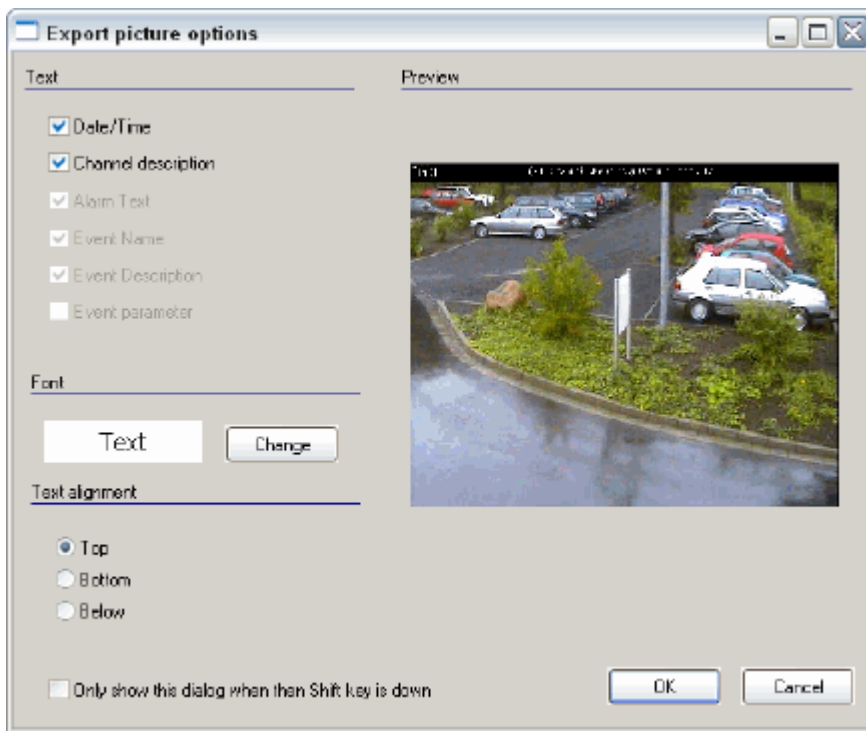 Export picture options
Text
Date/Time
Channel description
Alarm Text
Event Name
Event Description
Event parameter
Font
Text
Change
Text alignment
Top
Bottom
Below
Only show this dialog when then Shift key is down
Preview
OK
Cancel